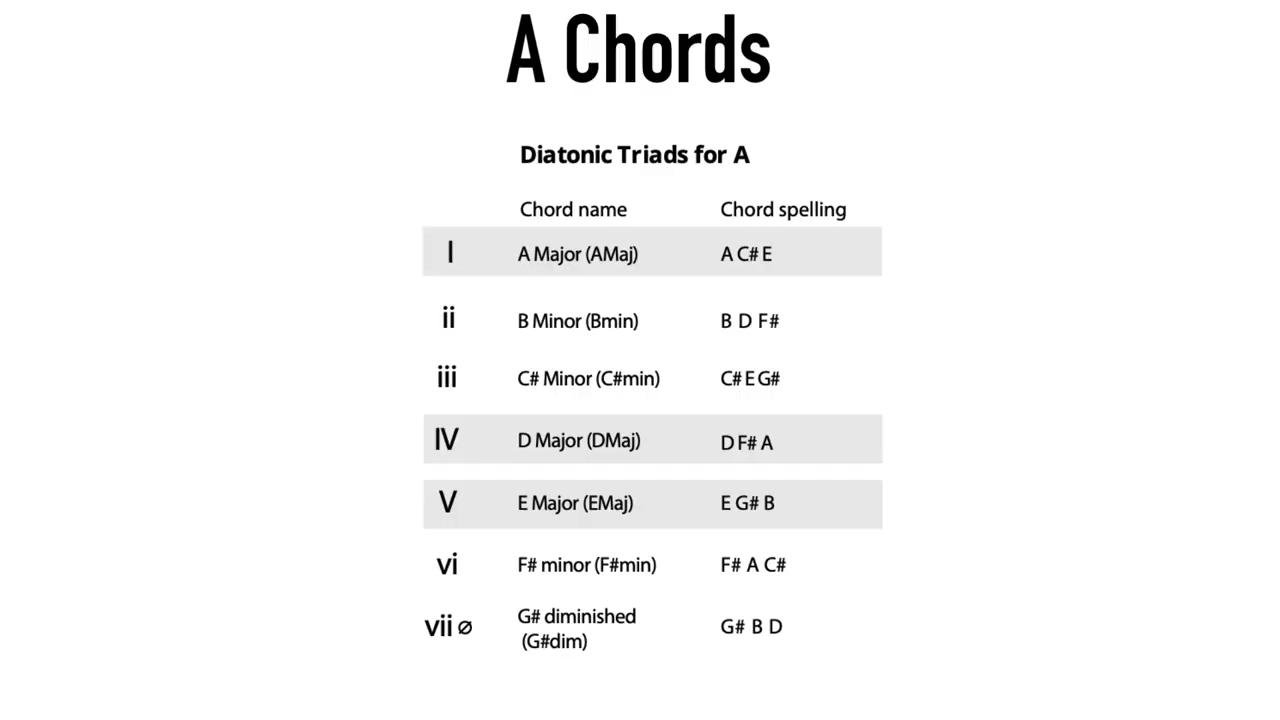 A Chords
Diatonic Triads for A
Chord name Chord spelling
I A Major (AMaj) A C# E
ii B Minor (Bmin) B D F#
iii C# Minor (C#min) C# E G#
IV D Major (DMaj) D F# A
V E Major (EMaj) E G# B
vi F# minor (F#min) F# A C#
vii ⌀ G# diminished (G#dim) G# B D